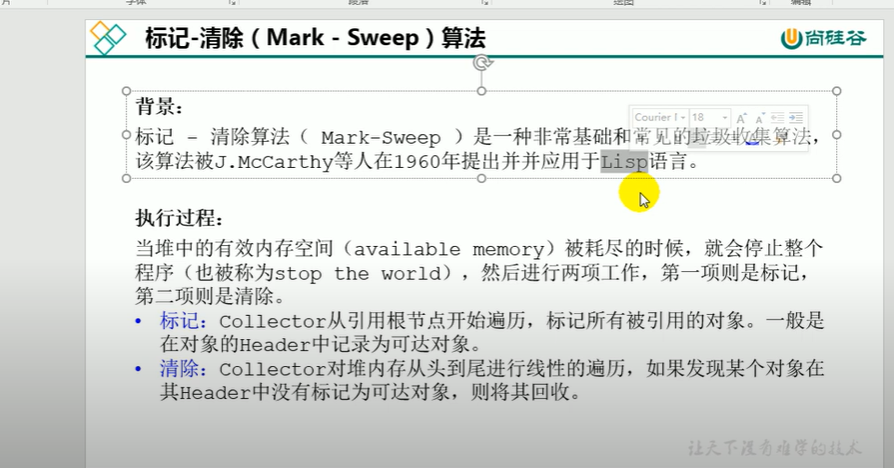 字体
段落
绘图
编辑
标记-清除（Mark - Sweep）算法
尚硅谷
背景：
Courier
18
标记 - 清除算法（ Mark-Sweep ）是一种非常基础和常见的垃圾收集算法，
该算法被J.McCarthy等人在1960年提出并并应用于Lisp语言。
执行过程：
当堆中的有效内存空间（available memory）被耗尽的时候，就会停止整个
程序（也被称为stop the world），然后进行两项工作，第一项则是标记，
第二项则是清除。
• 标记：Collector从引用根节点开始遍历，标记所有被引用的对象。一般是
在对象的Header中记录为可达对象。
• 清除：Collector对堆内存从头到尾进行线性的遍历，如果发现某个对象在
其Header中没有标记为可达对象，则将其回收。
让天下没有难学的技术